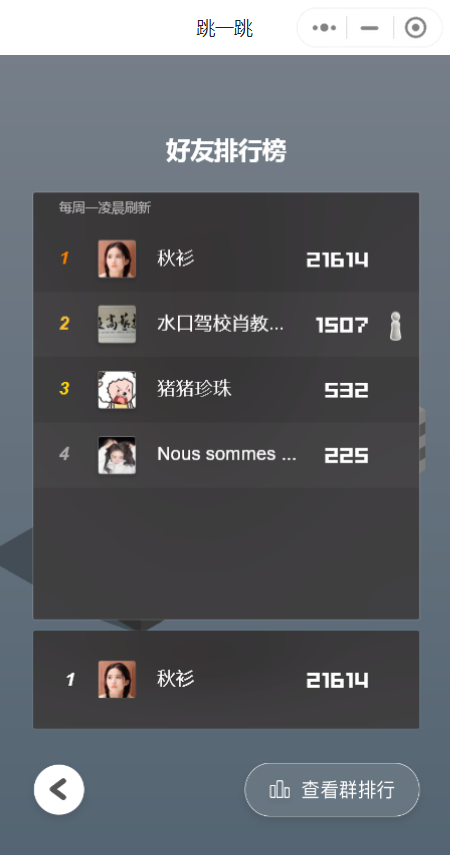 跳一跳
好友排行榜
每周一凌晨刷新
1 秋衫 21614
2 水口驾校肖教... 1507
3 猪猪珍珠 532
4 Nous sommes ... 225
1 秋衫 21614
查看群排行